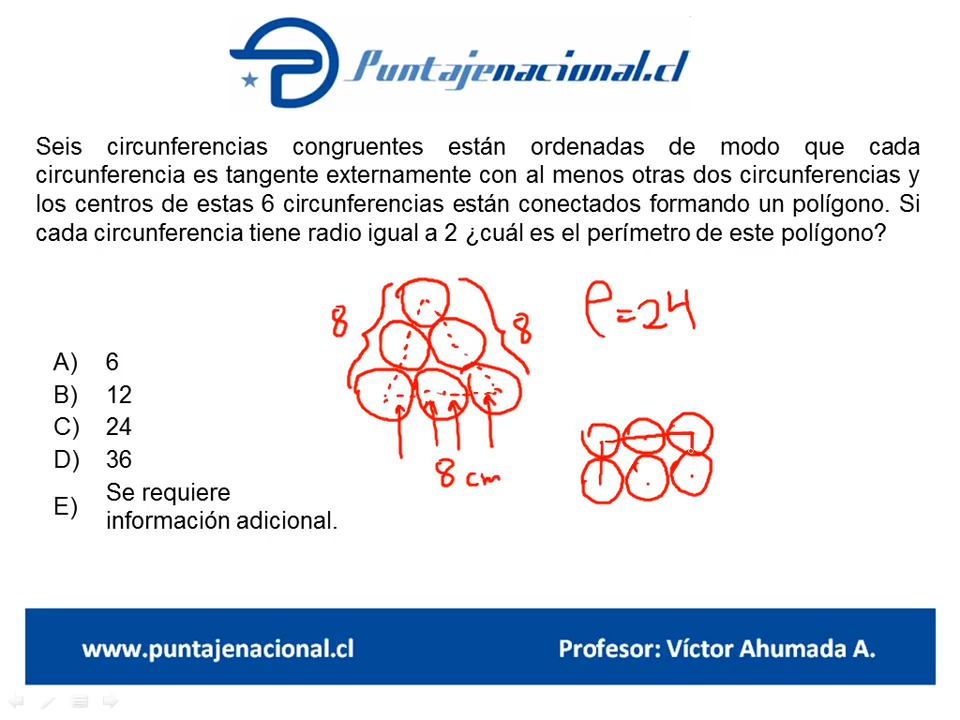 Puntajenacional.cl
Seis circunferencias congruentes están ordenadas de modo que cada
circunferencia es tangente externamente con al menos otras dos circunferencias y
los centros de estas 6 circunferencias están conectados formando un polígono. Si
cada circunferencia tiene radio igual a 2 ¿cuál es el perímetro de este polígono?
8
8
P=24
A) 6
B) 12
C) 24
D) 36
E) Se requiere
información adicional.
8 cm
www.puntajenacional.cl
Profesor: Víctor Ahumada A.